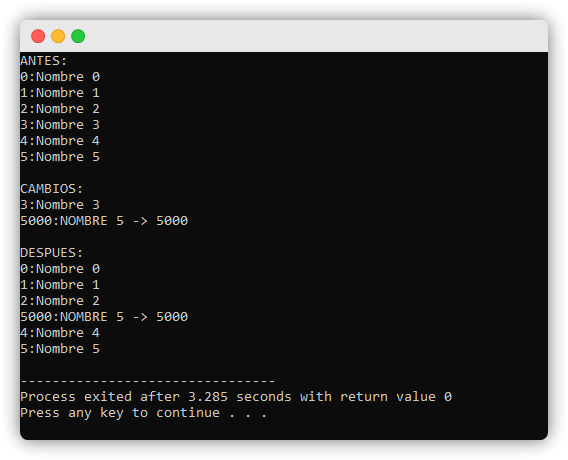 ANTES:
0:Nombre 0
1:Nombre 1
2:Nombre 2
3:Nombre 3
4:Nombre 4
5:Nombre 5
CAMBIOS:
3:Nombre 3
5000:NOMBRE 5 -> 5000
DESPUES:
0:Nombre 0
1:Nombre 1
2:Nombre 2
5000:NOMBRE 5 -> 5000
4:Nombre 4
5:Nombre 5
--------------------------------
Process exited after 3.285 seconds with return value 0
Press any key to continue . . .